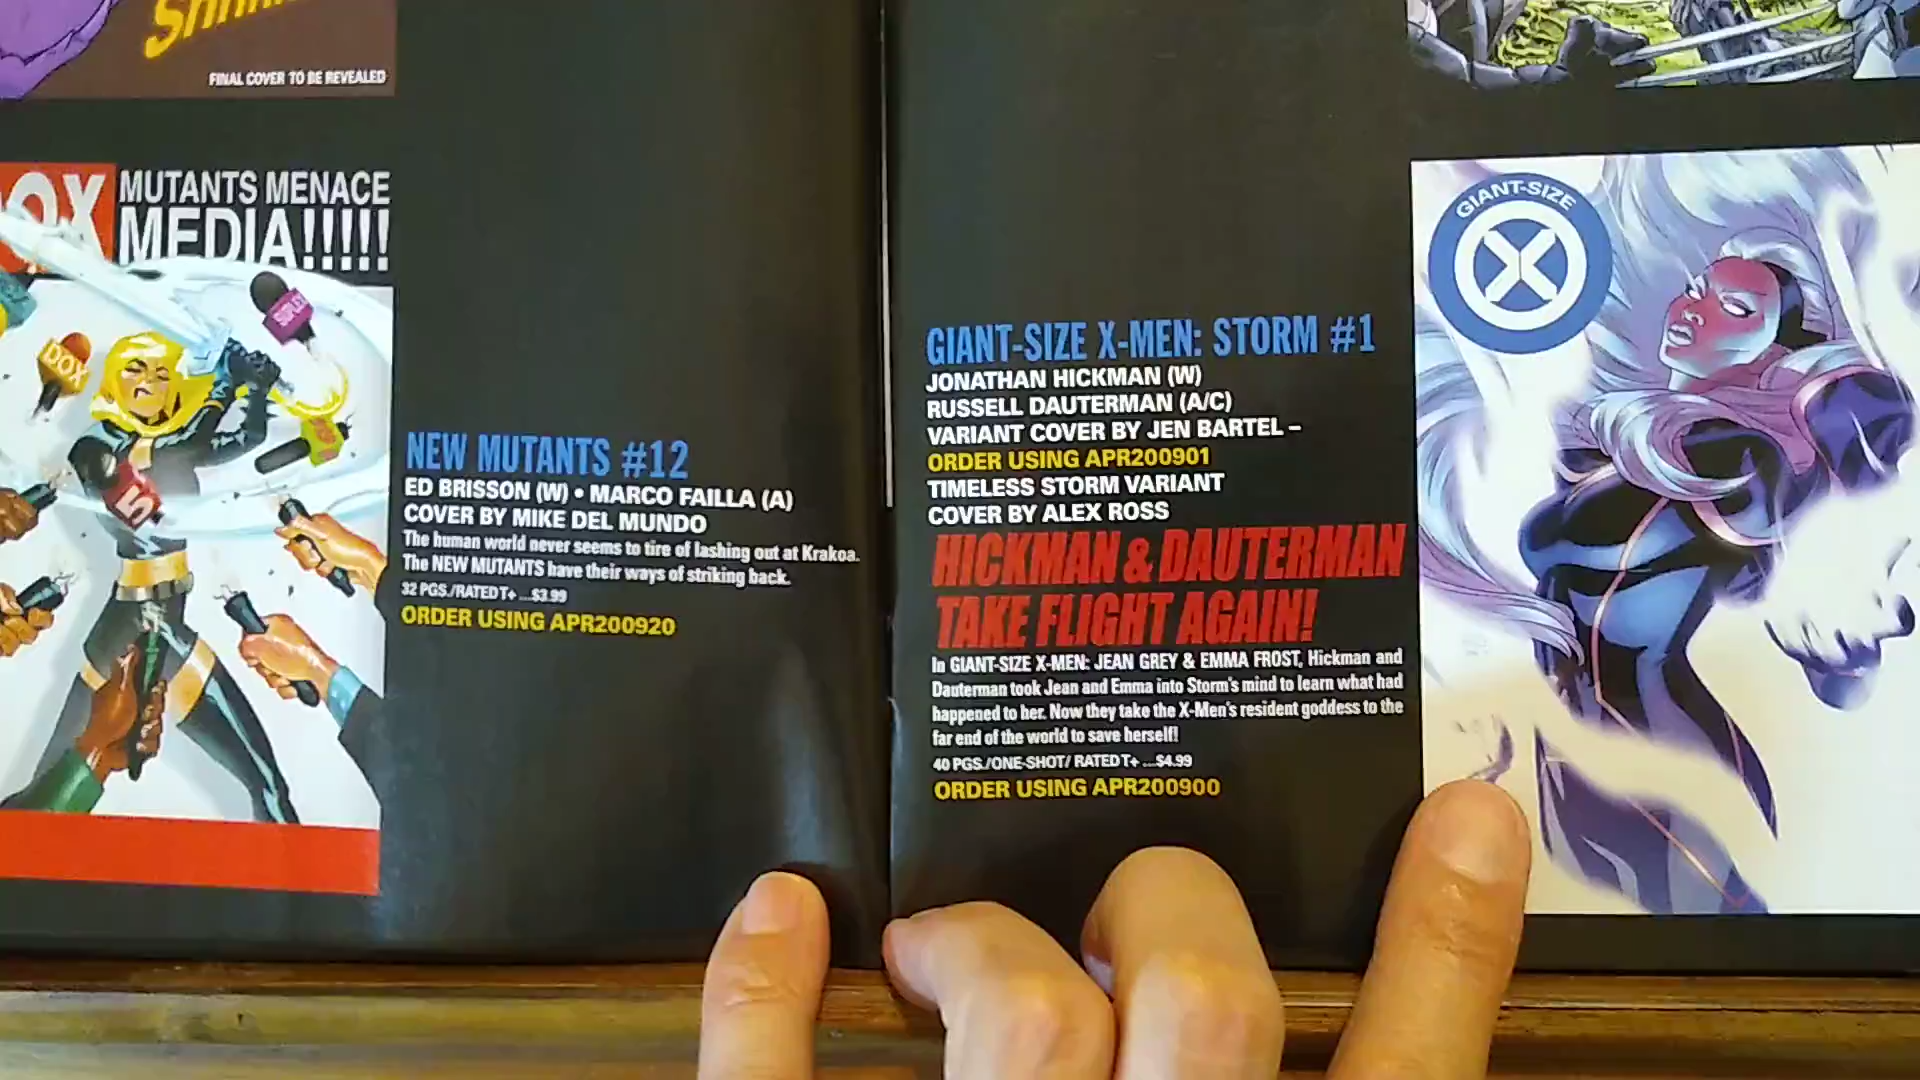 FINAL COVER TO BE REVEALED
MUTANTS MENACE
MEDIA!!!!!
DOX
NEW MUTANTS #12
ED BRISSON (W) • MARCO FAILLA (A)
COVER BY MIKE DEL MUNDO
The human world never seems to tire of lashing out at Krakoa.
The NEW MUTANTS have their ways of striking back.
32 PGS./RATED T+ ...$3.99
ORDER USING APR200920
GIANT-SIZE X-MEN: STORM #1
JONATHAN HICKMAN (W)
RUSSELL DAUTERMAN (A/C)
VARIANT COVER BY JEN BARTEL –
ORDER USING APR200901
TIMELESS STORM VARIANT
COVER BY ALEX ROSS
HICKMAN & DAUTERMAN
TAKE FLIGHT AGAIN!
In GIANT-SIZE X-MEN: JEAN GREY & EMMA FROST, Hickman and
Dauterman took Jean and Emma into Storm's mind to learn what had
happened to her. Now they take the X-Men's resident goddess to the
far end of the world to save herself!
40 PGS./ONE-SHOT/ RATED T+ ...$4.99
ORDER USING APR200900
GIANT-SIZE
X